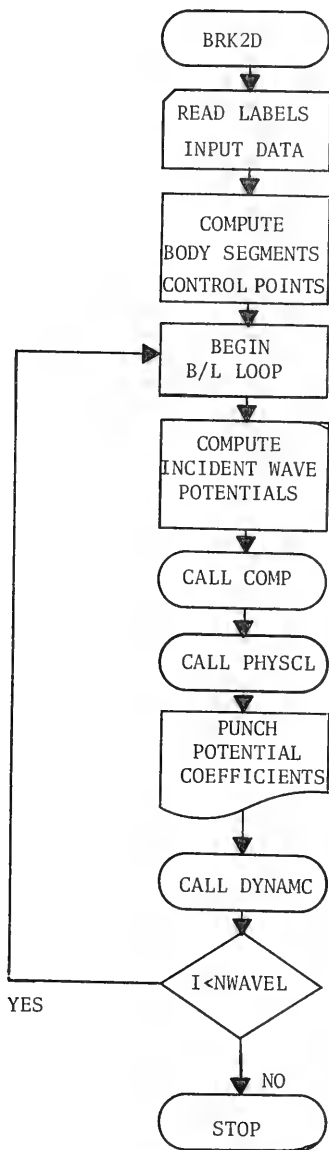 BRK2D
READ LABELS
INPUT DATA
COMPUTE
BODY SEGMENTS
CONTROL POINTS
BEGIN
B/L LOOP
COMPUTE
INCIDENT WAVE
POTENTIALS
CALL COMP
CALL PHYSCL
PUNCH
POTENTIAL
COEFFICIENTS
CALL DYNAMC
I<NWAVEL
YES
NO
STOP